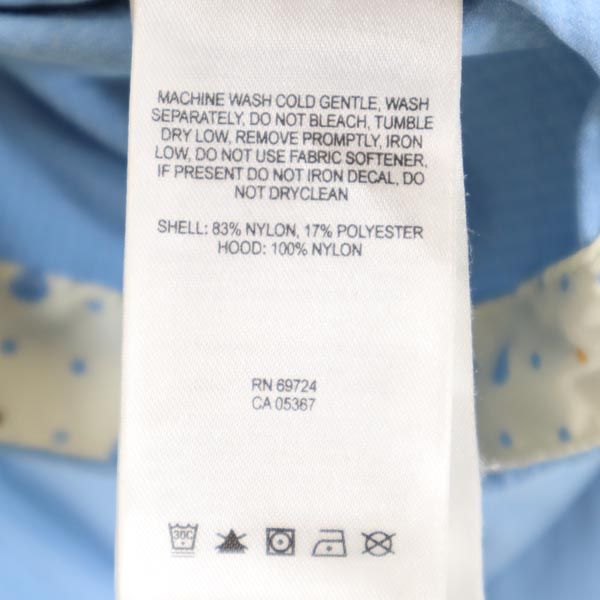 MACHINE WASH COLD GENTLE, WASH
SEPARATELY, DO NOT BLEACH, TUMBLE
DRY LOW, REMOVE PROMPTLY, IRON
LOW, DO NOT USE FABRIC SOFTENER,
IF PRESENT DO NOT IRON DECAL, DO
NOT DRYCLEAN
SHELL: 83% NYLON, 17% POLYESTER
HOOD: 100% NYLON
RN 69724
CA 05367
30C